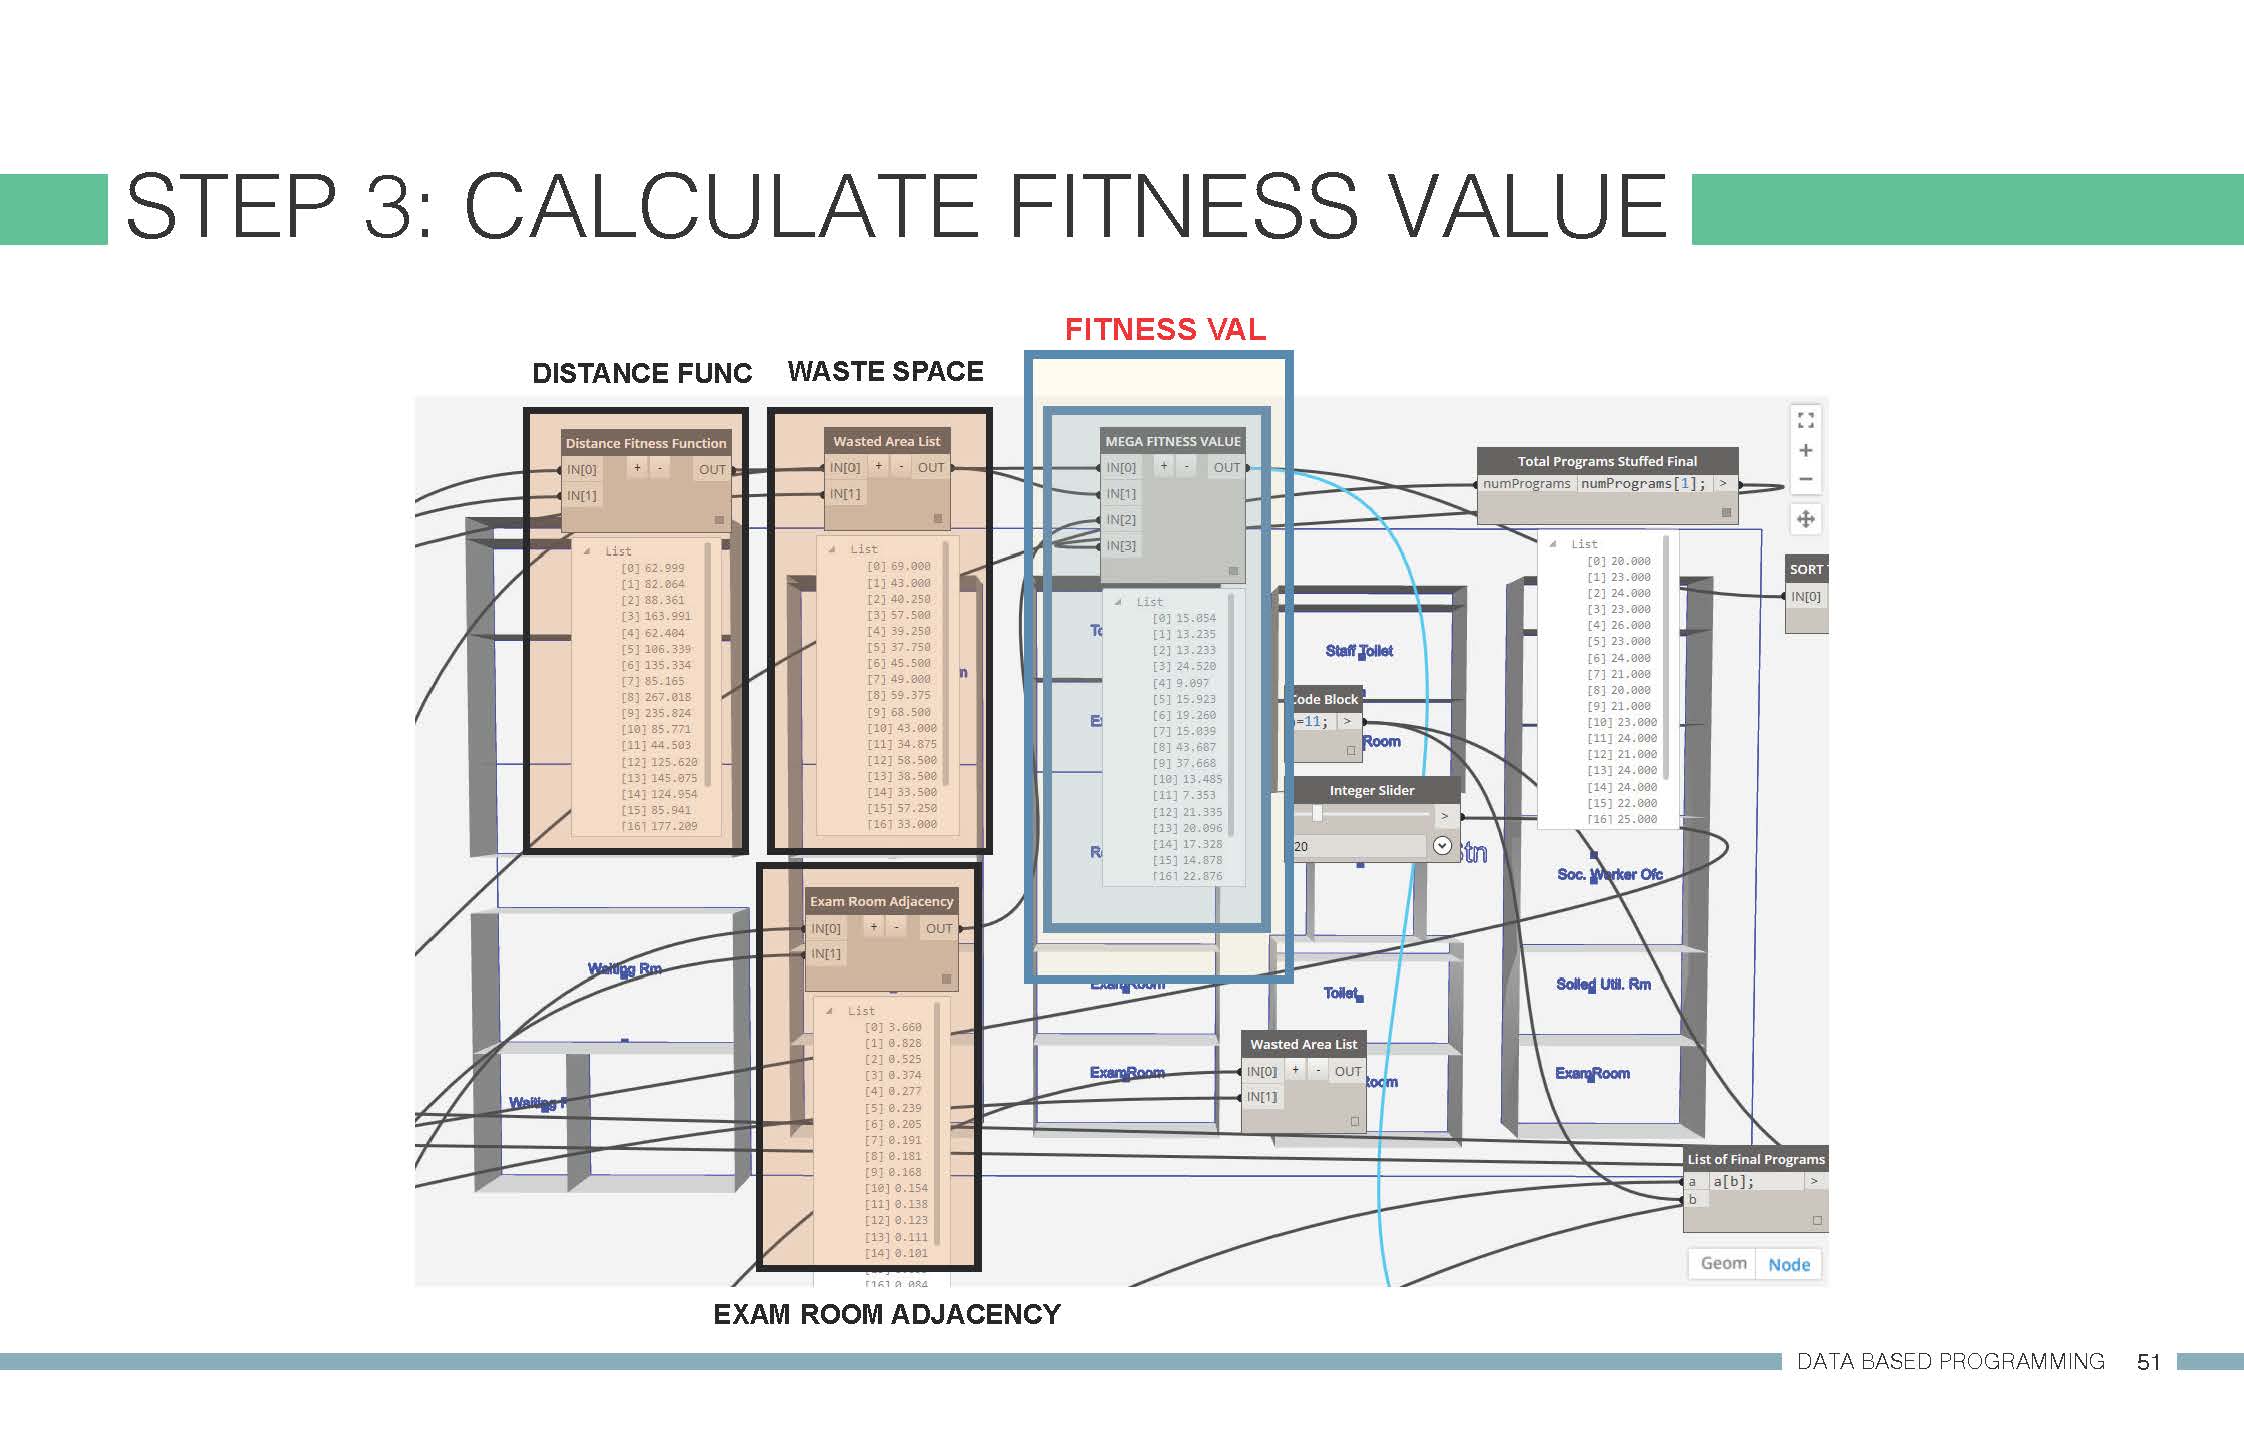 STEP 3: CALCULATE FITNESS VALUE
FITNESS VAL
DISTANCE FUNC
WASTE SPACE
Distance Fitness Function
IN[0] + - OUT
IN[1]
List
[0] 62.999
[1] 82.064
[2] 88.361
[3] 163.991
[4] 62.404
[5] 106.339
[6] 135.334
[7] 85.165
[8] 267.018
[9] 235.824
[10] 85.771
[11] 44.503
[12] 125.620
[13] 145.075
[14] 124.954
[15] 85.941
[16] 177.209
Wasted Area List
IN[0] + - OUT
IN[1]
List
[0] 69.000
[1] 43.000
[2] 40.250
[3] 57.500
[4] 39.250
[5] 37.750
[6] 45.500
[7] 49.000
[8] 59.375
[9] 68.500
[10] 43.000
[11] 34.875
[12] 58.500
[13] 38.500
[14] 33.500
[15] 57.250
[16] 33.000
MEGA FITNESS VALUE
IN[0] + - OUT
IN[1]
IN[2]
IN[3]
List
[0] 15.054
[1] 13.235
[2] 13.233
[3] 24.520
[4] 9.097
[5] 15.923
[6] 19.260
[7] 15.039
[8] 43.687
[9] 37.668
[10] 13.485
[11] 7.353
[12] 21.335
[13] 20.096
[14] 17.328
[15] 14.878
[16] 22.876
Total Programs Stuffed Final
numPrograms numPrograms[1]; >
List
[0] 20.000
[1] 23.000
[2] 24.000
[3] 23.000
[4] 26.000
[5] 23.000
[6] 24.000
[7] 21.000
[8] 20.000
[9] 21.000
[10] 23.000
[11] 24.000
[12] 21.000
[13] 24.000
[14] 24.000
[15] 22.000
[16] 25.000
SORT
IN[0]
Staff Toilet
Code Block
=11; >
Room
Integer Slider
>
20
Stn
Soc. Worker Ofc
Exam Room Adjacency
IN[0] + - OUT
IN[1]
List
[0] 3.660
[1] 0.828
[2] 0.525
[3] 0.374
[4] 0.277
[5] 0.239
[6] 0.205
[7] 0.191
[8] 0.181
[9] 0.168
[10] 0.154
[11] 0.138
[12] 0.123
[13] 0.111
[14] 0.101
[16] 0.084
Waiting Rm
Waiting
ExamRoom
Toilet
Soiled Util. Rm
Wasted Area List
IN[0] + - OUT
IN[1]
ExamRoom
Room
ExamRoom
List of Final Programs
a a[b]; >
b
Geom Node
EXAM ROOM ADJACENCY
DATA BASED PROGRAMMING 51